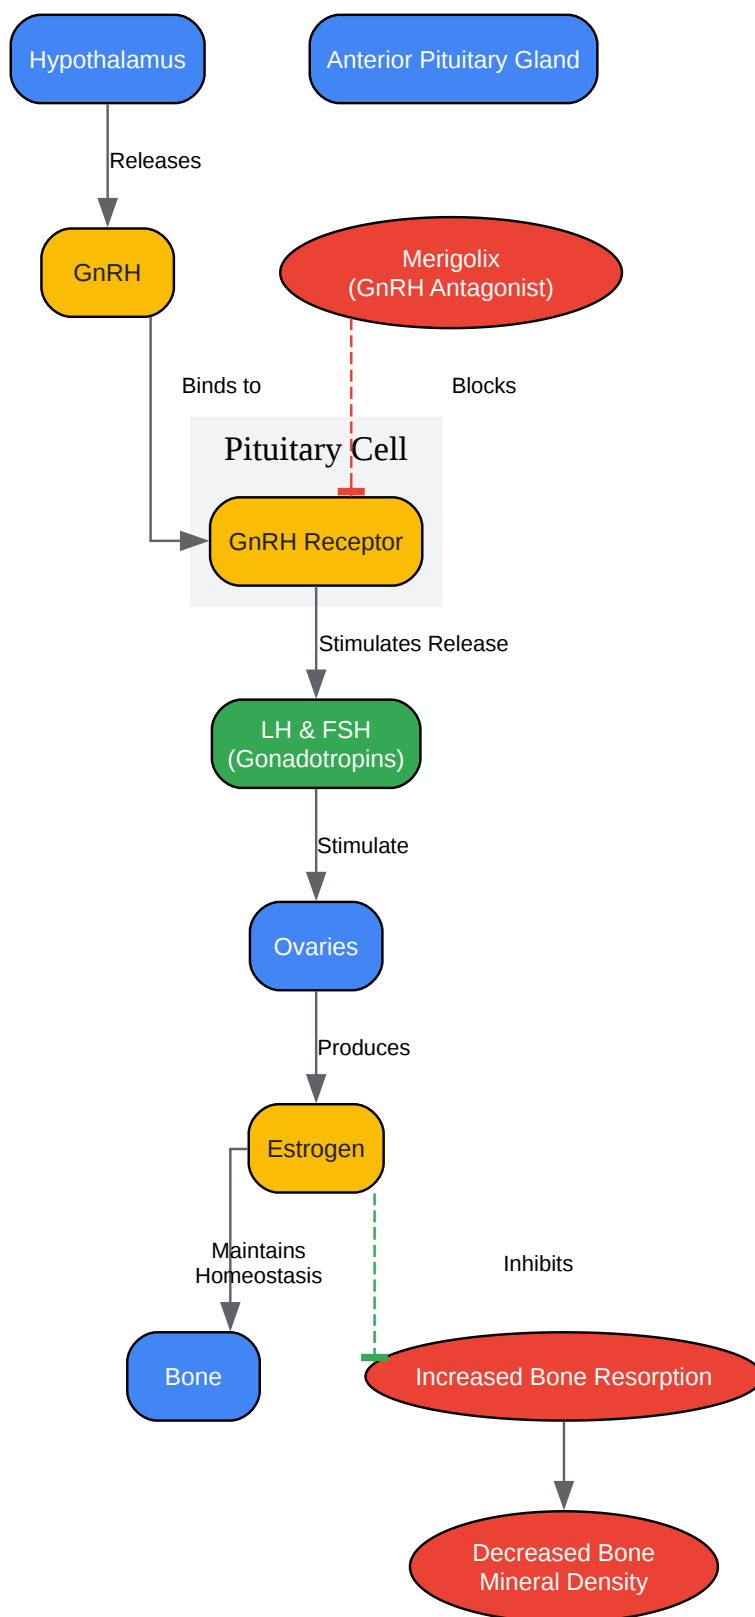 Hypothalamus
Anterior Pituitary Gland
Releases
GnRH
Merigolix
(GnRH Antagonist)
Binds to
Blocks
Pituitary Cell
GnRH Receptor
Stimulates Release
LH & FSH
(Gonadotropins)
Stimulate
Ovaries
Produces
Estrogen
Maintains
Homeostasis
Inhibits
Bone
Increased Bone Resorption
Decreased Bone
Mineral Density